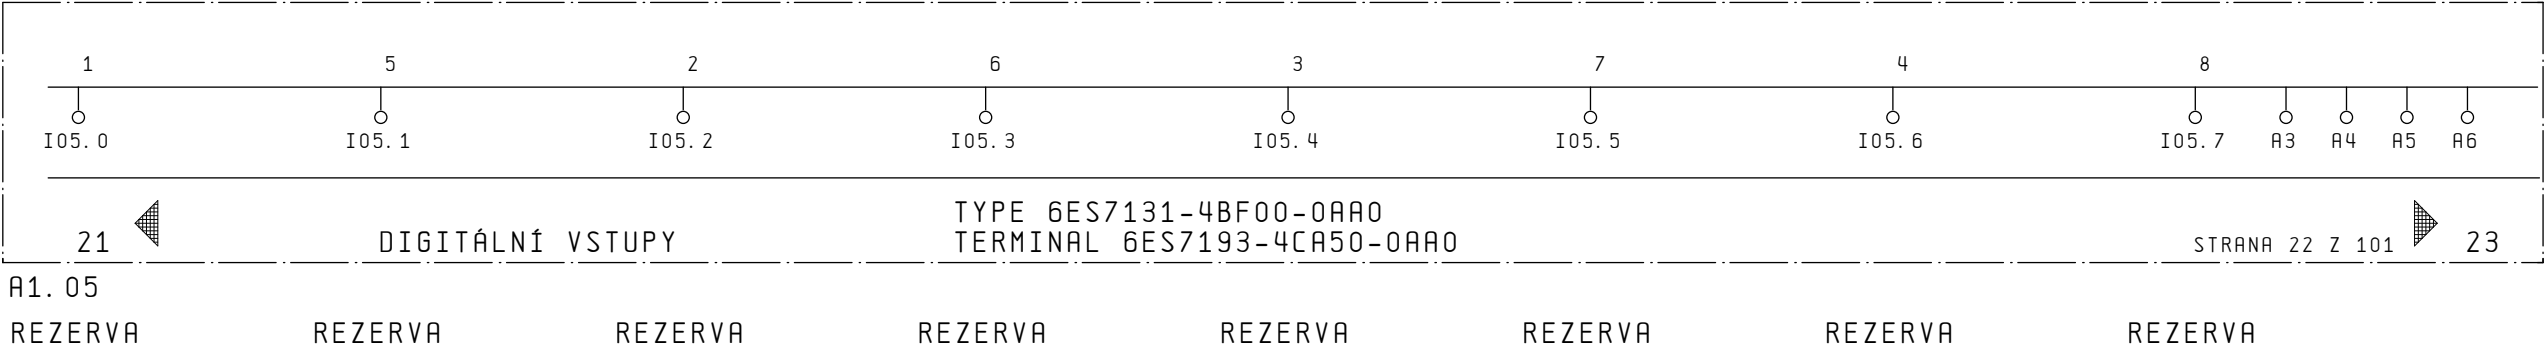 1 5 2 6 3 7 4 8
I05.0 I05.1 I05.2 I05.3 I05.4 I05.5 I05.6 I05.7 A3 A4 A5 A6
TYPE 6ES7131-4BF00-0AA0
21 DIGITÁLNÍ VSTUPY TERMINAL 6ES7193-4CA50-0AA0 STRANA 22 Z 101 23
A1.05
REZERVA REZERVA REZERVA REZERVA REZERVA REZERVA REZERVA REZERVA